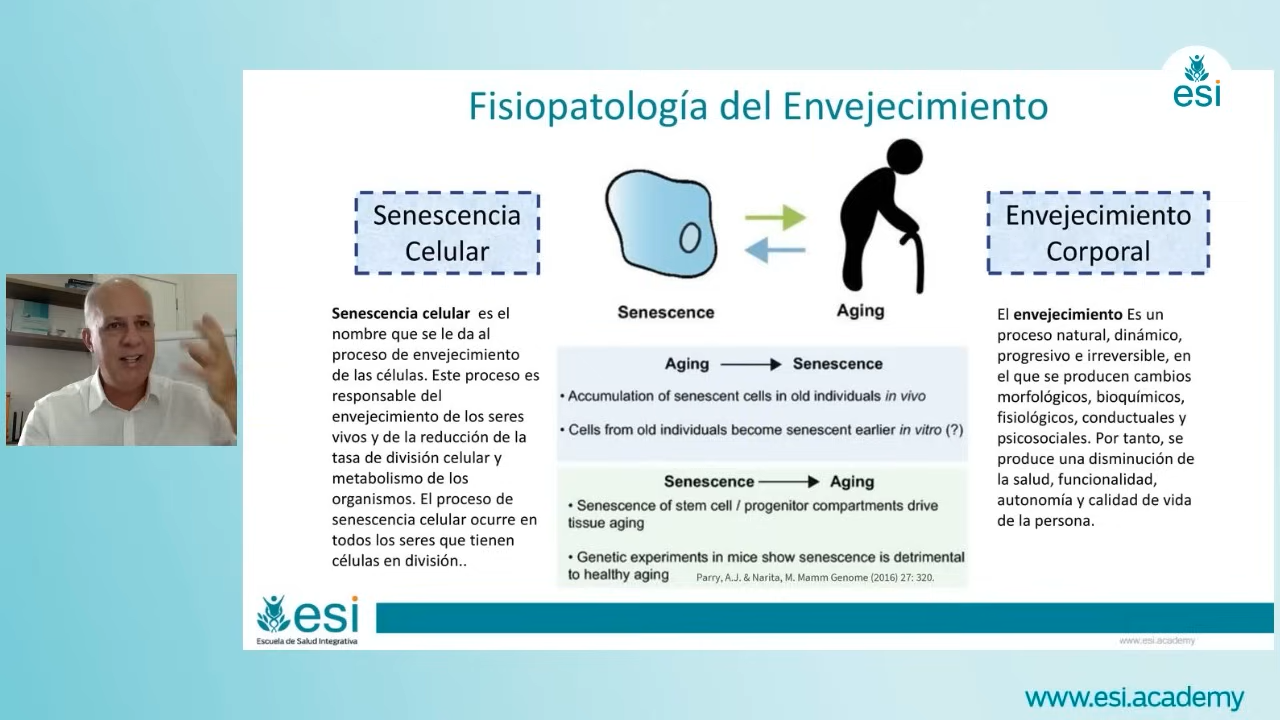 Fisiopatología del Envejecimiento
esi
Senescencia
Celular
Senescence
Aging
Envejecimiento
Corporal
Senescencia celular es el
nombre que se le da al
proceso de envejecimiento
de las células. Este proceso es
responsable del
envejecimiento de los seres
vivos y de la reducción de la
tasa de división celular y
metabolismo de los
organismos. El proceso de
senescencia celular ocurre en
todos los seres que tienen
células en división..
Aging → Senescence
• Accumulation of senescent cells in old individuals in vivo
• Cells from old individuals become senescent earlier in vitro (?)
Senescence → Aging
• Senescence of stem cell / progenitor compartments drive
tissue aging
• Genetic experiments in mice show senescence is detrimental
to healthy aging
Parry, A.J. & Narita, M. Mamm Genome (2016) 27: 320.
El envejecimiento Es un
proceso natural, dinámico,
progresivo e irreversible, en
el que se producen cambios
morfológicos, bioquímicos,
fisiológicos, conductuales y
psicosociales. Por tanto, se
produce una disminución de
la salud, funcionalidad,
autonomía y calidad de vida
de la persona.
esi
Escuela de Salud Integrativa
www.esi.academy
www.esi.academy